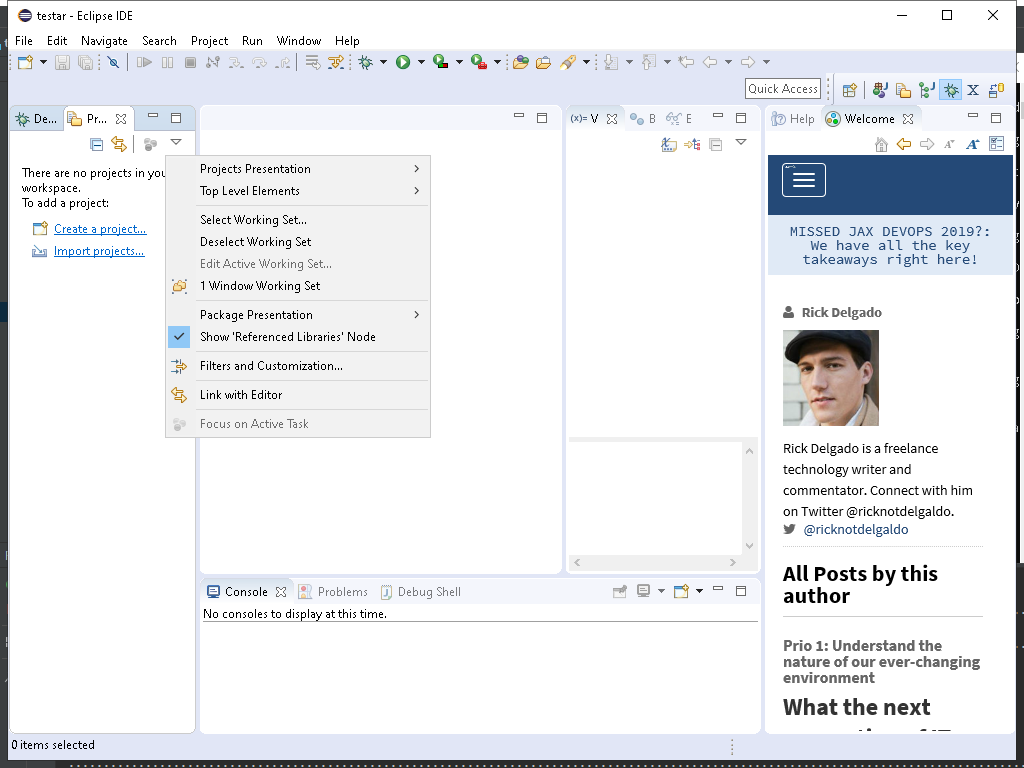 testar - Eclipse IDE
File Edit Navigate Search Project Run Window Help
Quick Access
De...
Pr...
(x)= V
B
E
Help
Welcome
There are no projects in you
workspace.
To add a project:
Create a project...
Import projects...
Projects Presentation
Top Level Elements
Select Working Set...
Deselect Working Set
Edit Active Working Set...
1 Window Working Set
Package Presentation
Show 'Referenced Libraries' Node
Filters and Customization...
Link with Editor
Focus on Active Task
MISSED JAX DEVOPS 2019?:
We have all the key
takeaways right here!
Rick Delgado
Rick Delgado is a freelance
technology writer and
commentator. Connect with him
on Twitter @ricknotdelgaldo.
@ricknotdelgaldo
All Posts by this
author
Prio 1: Understand the
nature of our ever-changing
environment
What the next
Console
Problems
Debug Shell
No consoles to display at this time.
0 items selected